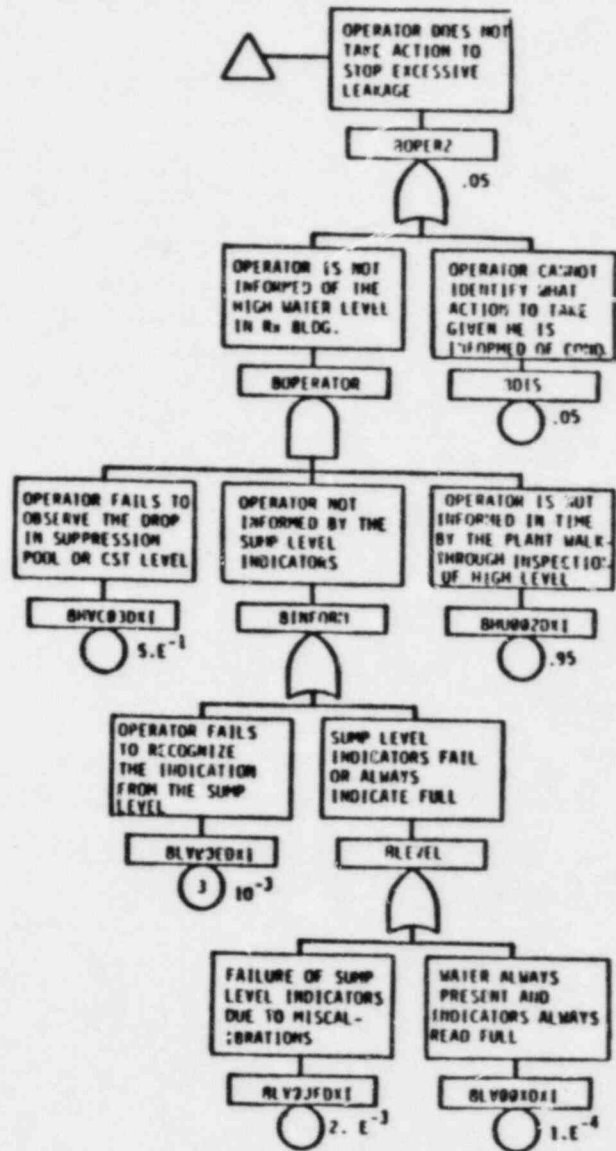 OPERATOR DOES NOT
TAKE ACTION TO
STOP EXCESSIVE
LEAKAGE
.05
OPERATOR IS NOT
INFORMED OF THE
HIGH WATER LEVEL
IN Rx BLDG.
BOPERATOR
OPERATOR CANNOT
IDENTIFY WHAT
ACTION TO TAKE
GIVEN HE IS
INFORMED OF COND.
.05
OPERATOR FAILS TO
OBSERVE THE DROP
IN SUPPRESSION
POOL OR CST LEVEL
5.E-1
OPERATOR NOT
INFORMED BY THE
SUMP LEVEL
INDICATORS
BINFORM
OPERATOR IS NOT
INFORMED IN TIME
BY THE PLANT WALK-
THROUGH INSPECTION
OF HIGH LEVEL
BHU002DXI
.95
OPERATOR FAILS
TO RECOGNIZE
THE INDICATION
FROM THE SUMP
LEVEL
3
10-3
SUMP LEVEL
INDICATORS FAIL
OR ALWAYS
INDICATE FULL
BLEVEL
FAILURE OF SUMP
LEVEL INDICATORS
DUE TO MISCAL-
IBRATIONS
2. E-3
WATER ALWAYS
PRESENT AND
INDICATORS ALWAYS
READ FULL
1.E-4